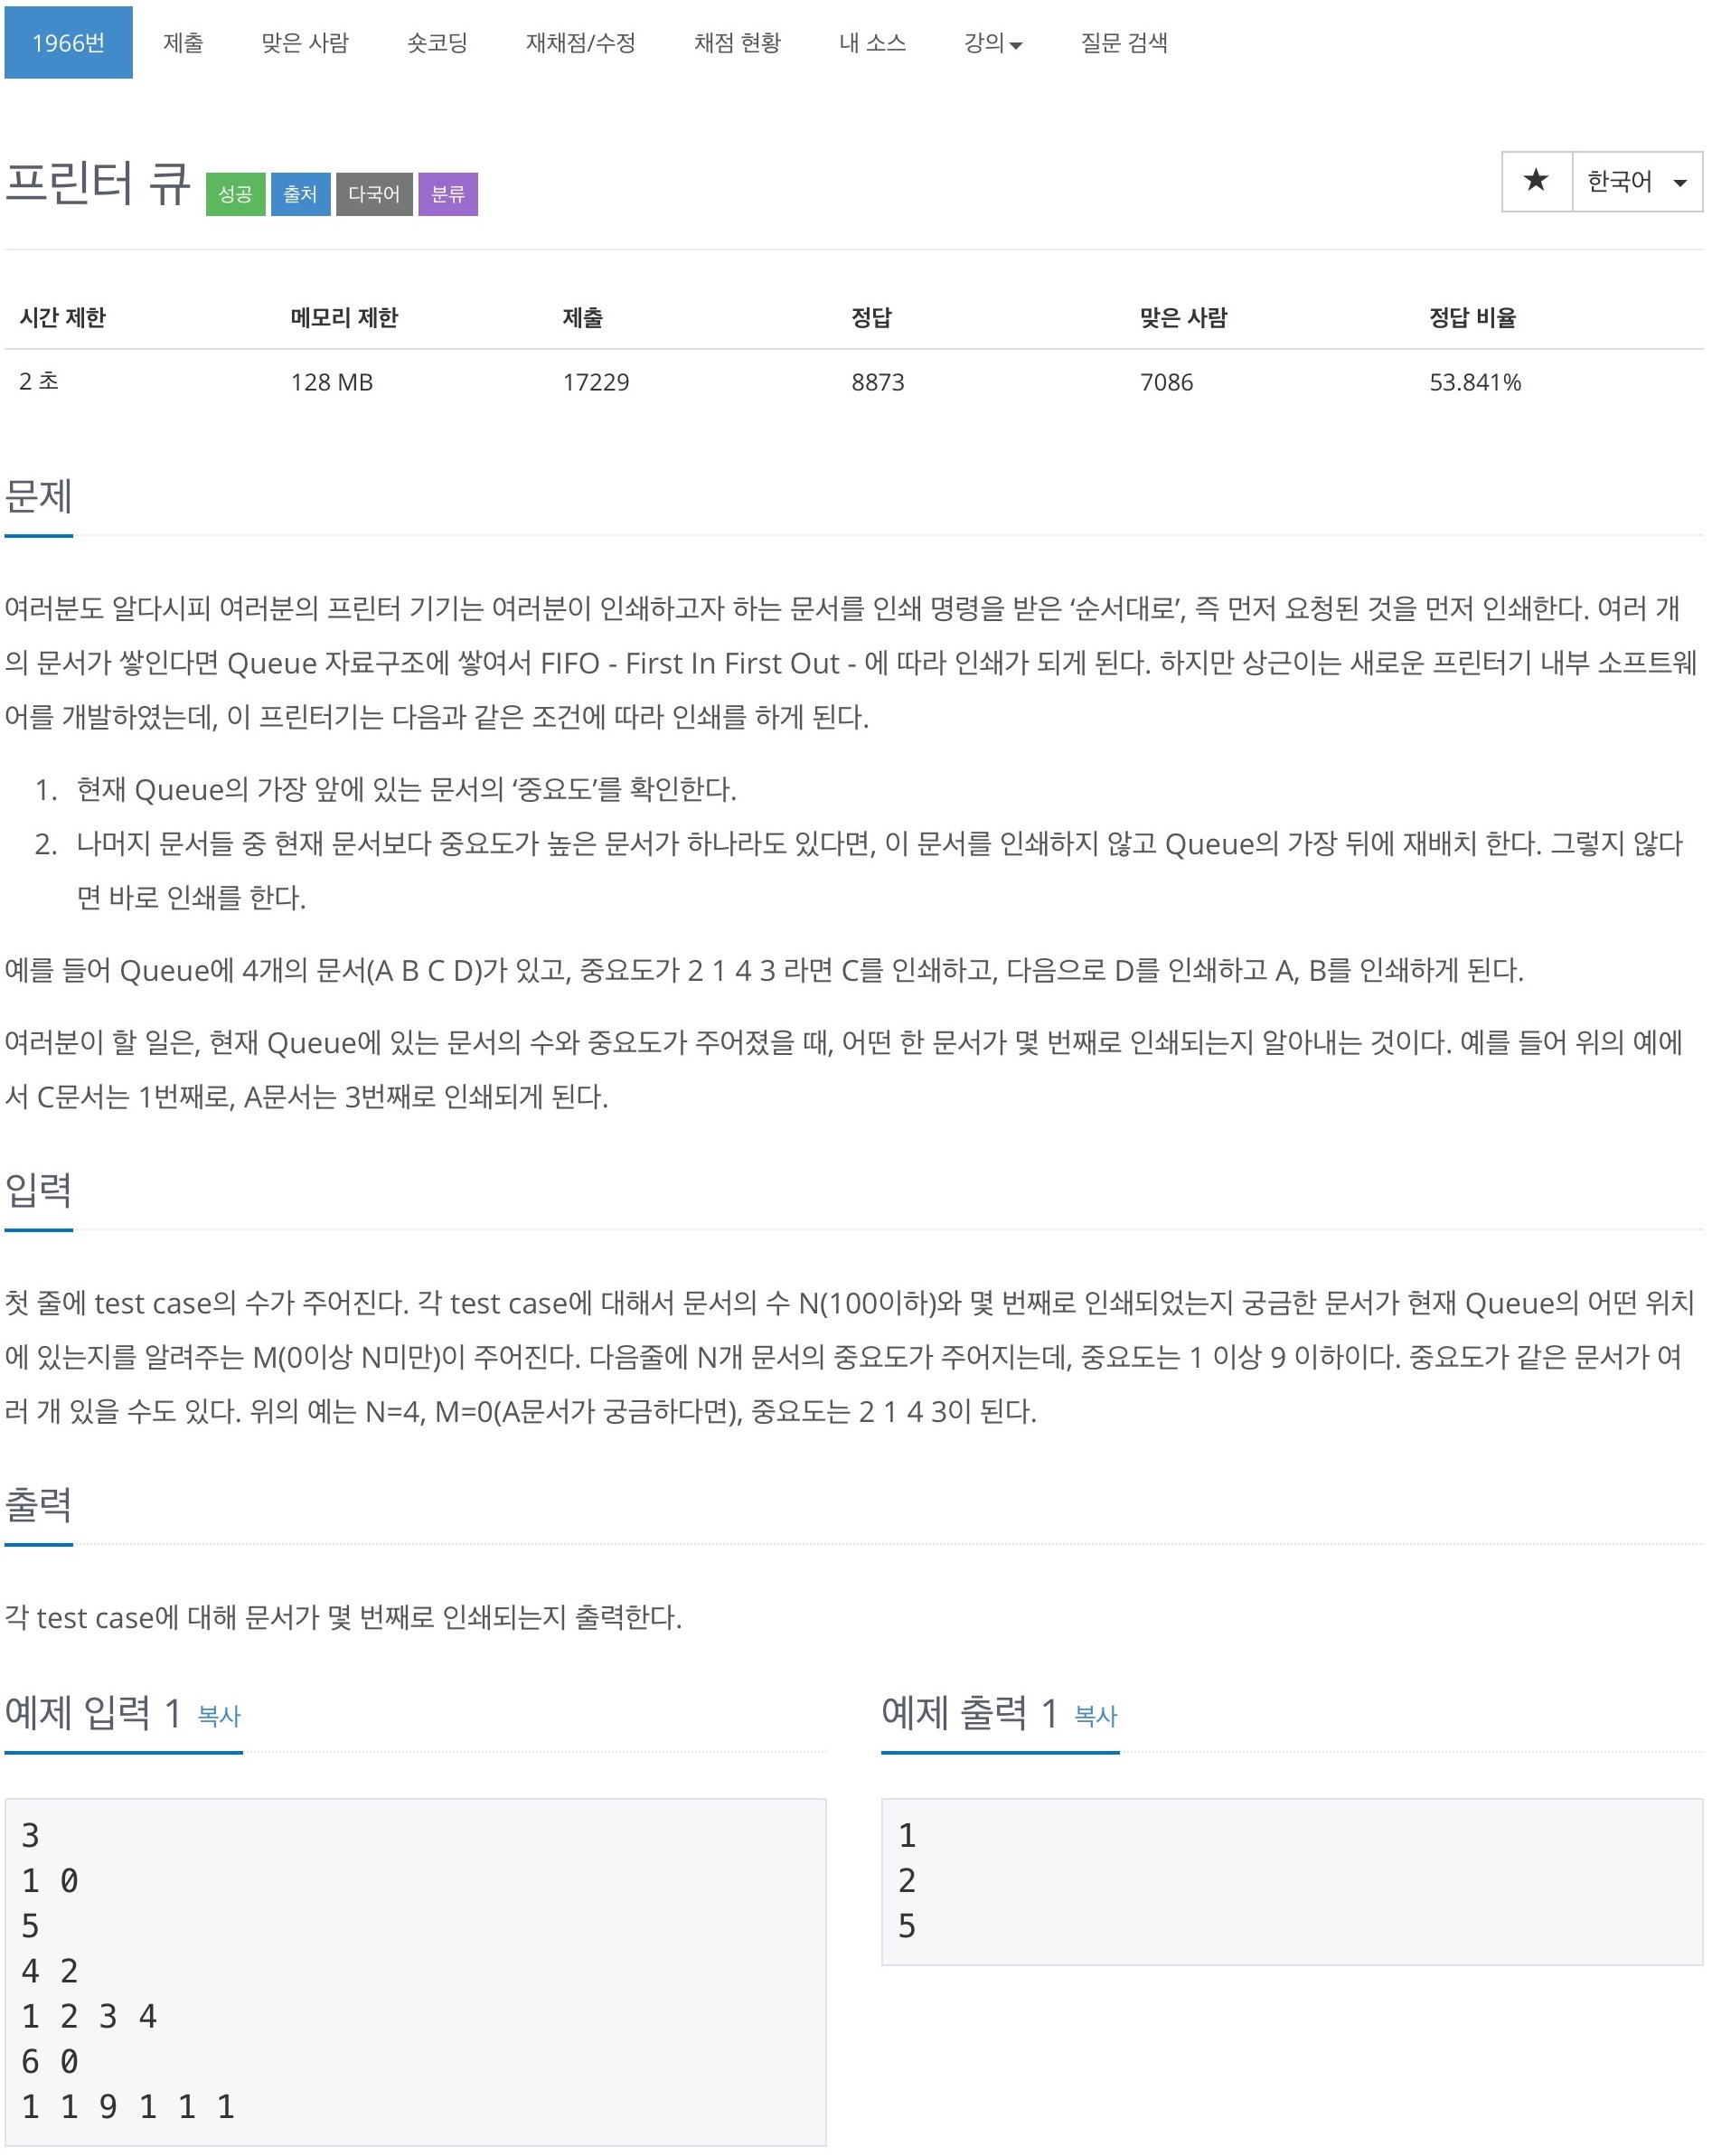 1966번 제출 맞은 사람 숏코딩 재채점/수정 채점 현황 내 소스 강의 질문 검색
프린터 큐 성공 출처 다국어 분류 ★ 한국어
시간 제한 메모리 제한 제출 정답 맞은 사람 정답 비율
2 초 128 MB 17229 8873 7086 53.841%
문제
여러분도 알다시피 여러분의 프린터 기기는 여러분이 인쇄하고자 하는 문서를 인쇄 명령을 받은 ‘순서대로’, 즉 먼저 요청된 것을 먼저 인쇄한다. 여러 개
의 문서가 쌓인다면 Queue 자료구조에 쌓여서 FIFO - First In First Out - 에 따라 인쇄가 되게 된다. 하지만 상근이는 새로운 프린터기 내부 소프트웨
어를 개발하였는데, 이 프린터기는 다음과 같은 조건에 따라 인쇄를 하게 된다.
1. 현재 Queue의 가장 앞에 있는 문서의 ‘중요도’를 확인한다.
2. 나머지 문서들 중 현재 문서보다 중요도가 높은 문서가 하나라도 있다면, 이 문서를 인쇄하지 않고 Queue의 가장 뒤에 재배치 한다. 그렇지 않다
면 바로 인쇄를 한다.
예를 들어 Queue에 4개의 문서(A B C D)가 있고, 중요도가 2 1 4 3 라면 C를 인쇄하고, 다음으로 D를 인쇄하고 A, B를 인쇄하게 된다.
여러분이 할 일은, 현재 Queue에 있는 문서의 수와 중요도가 주어졌을 때, 어떤 한 문서가 몇 번째로 인쇄되는지 알아내는 것이다. 예를 들어 위의 예에
서 C문서는 1번째로, A문서는 3번째로 인쇄되게 된다.
입력
첫 줄에 test case의 수가 주어진다. 각 test case에 대해서 문서의 수 N(100이하)와 몇 번째로 인쇄되었는지 궁금한 문서가 현재 Queue의 어떤 위치
에 있는지를 알려주는 M(0이상 N미만)이 주어진다. 다음줄에 N개 문서의 중요도가 주어지는데, 중요도는 1 이상 9 이하이다. 중요도가 같은 문서가 여
러 개 있을 수도 있다. 위의 예는 N=4, M=0(A문서가 궁금하다면), 중요도는 2 1 4 3이 된다.
출력
각 test case에 대해 문서가 몇 번째로 인쇄되는지 출력한다.
예제 입력 1 복사
3
1 0
5
4 2
1 2 3 4
6 0
1 1 9 1 1 1
예제 출력 1 복사
1
2
5